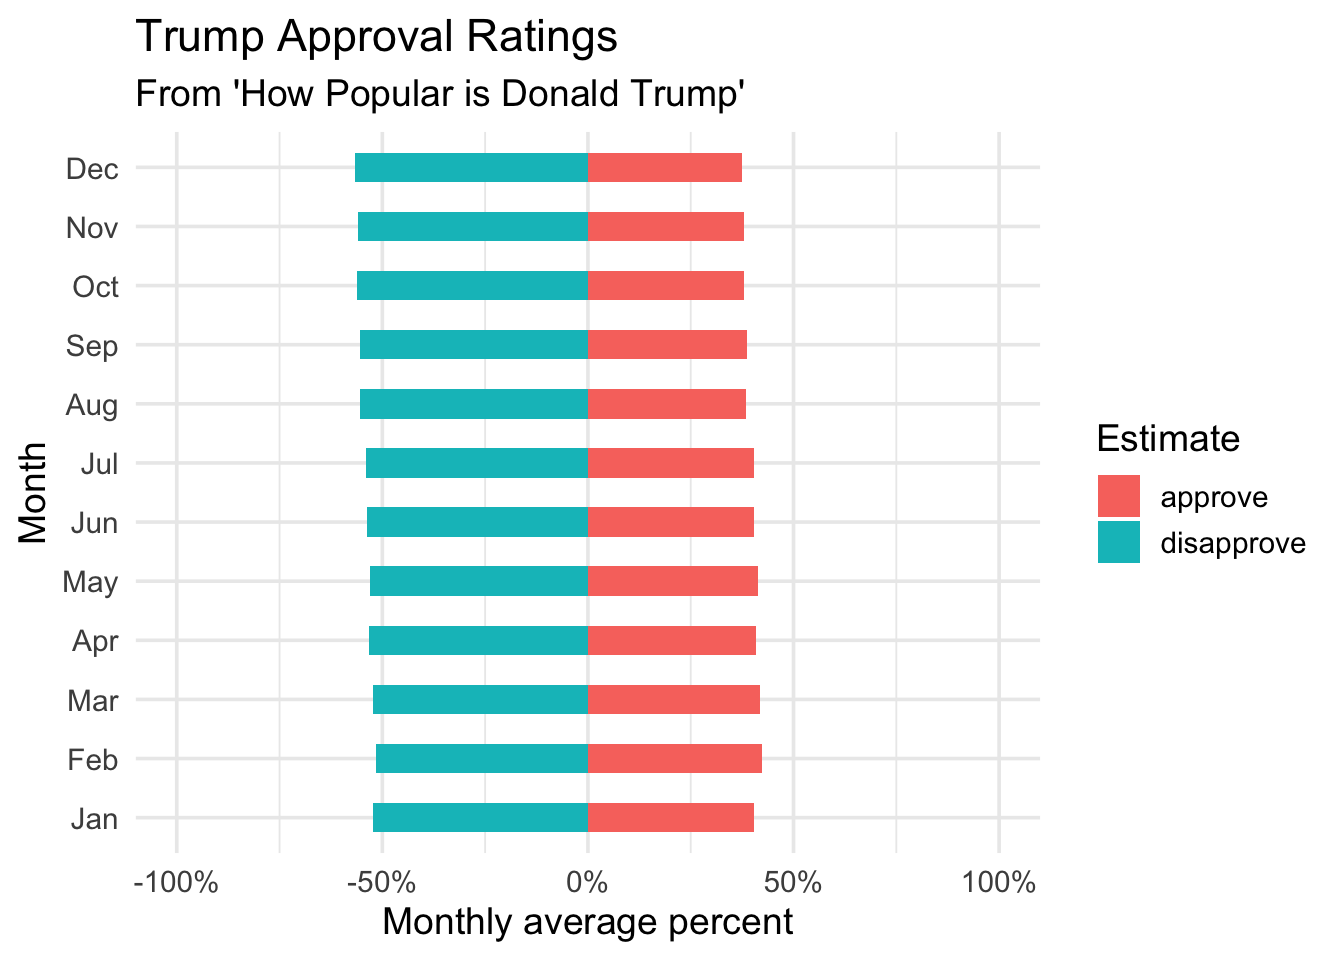 Trump Approval Ratings
From 'How Popular is Donald Trump'
Dec
Nov
Oct
Sep
Aug
Jul
Jun
May
Apr
Mar
Feb
Jan
Month
-100% -50% 0% 50% 100%
Monthly average percent
Estimate
approve
disapprove